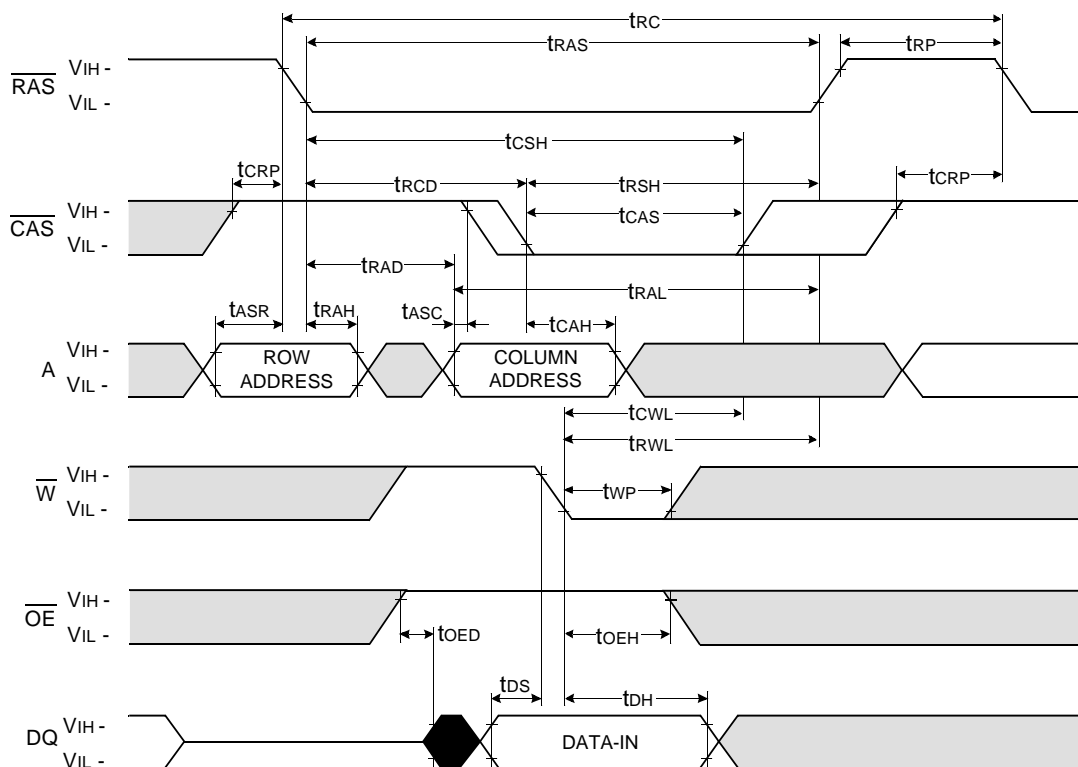 tRC
tRAS
tRP
RAS
VIH -
VIL -
tCSH
tCRP
tRCD
tRSH
tCRP
CAS
VIH -
VIL -
tCAS
tRAD
tRAL
tASR
tRAH
tASC
tCAH
A
VIH -
VIL -
ROW
ADDRESS
COLUMN
ADDRESS
tCWL
tRWL
W
VIH -
VIL -
tWP
OE
VIH -
VIL -
tOED
tOEH
tDS
tDH
DQ
VIH -
VIL -
DATA-IN